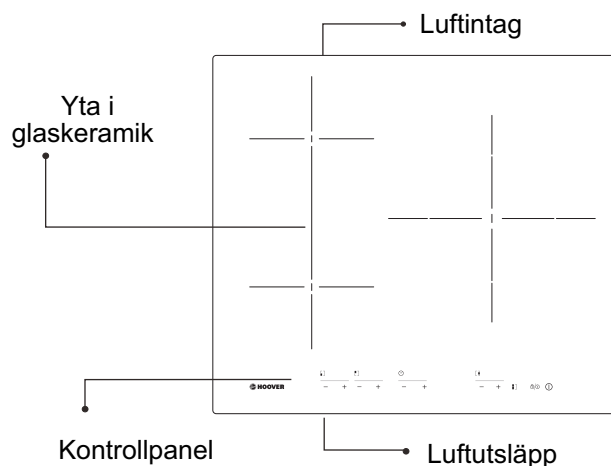 Luftintag
Yta i
glaskeramik
HOOVER
− + − + − + − +
Kontrollpanel
Luftutsläpp